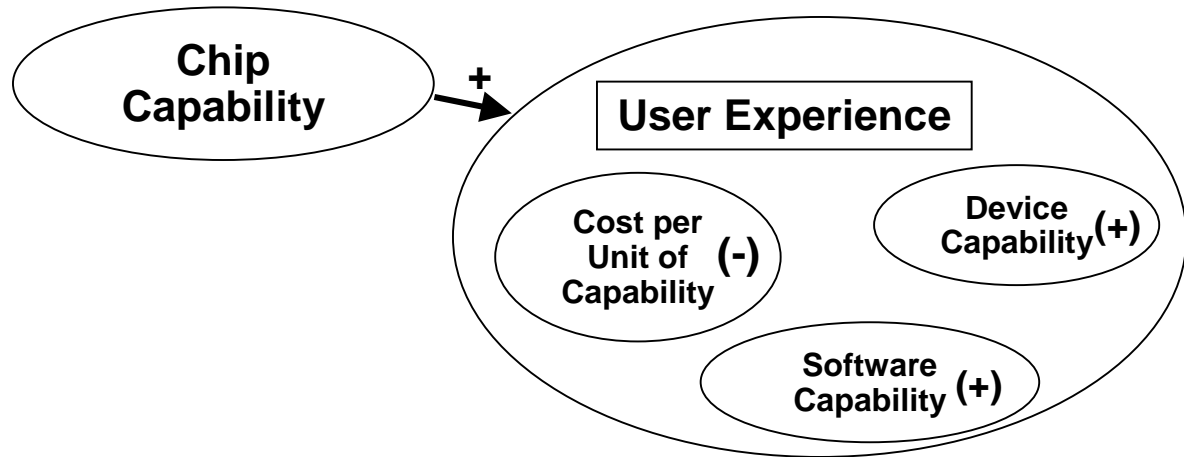 Chip
Capability
+
User Experience
Cost per
Unit of
Capability
(-)
Device
Capability
(+)
Software
Capability
(+)